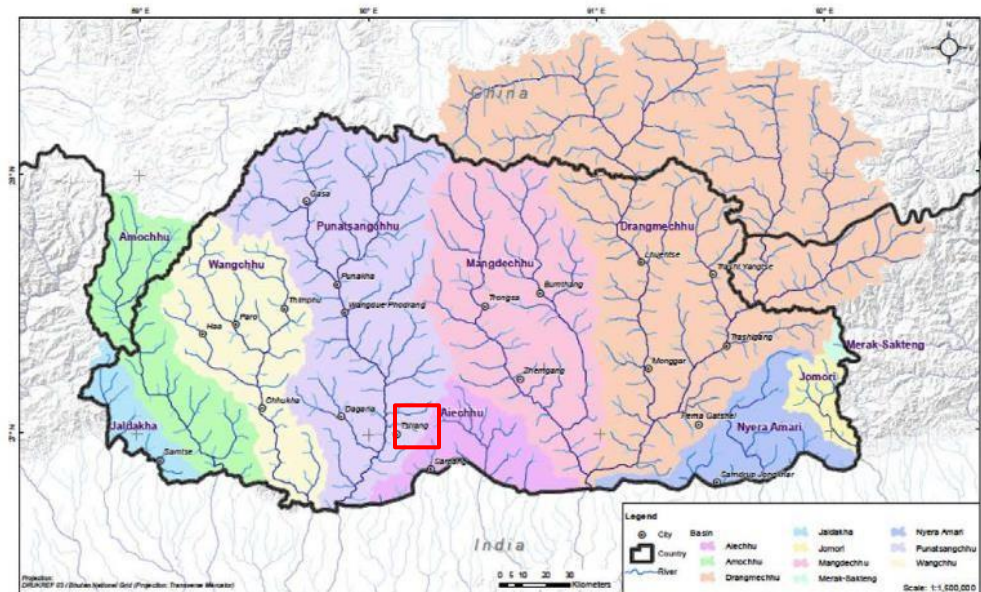 89° E 90° E 91° E 92° E
N
China
28° N
Gasa
Amochhu Punatsangchhu Drangmechhu
Wangchhu Mangdechhu Lhuentse Trashi Yangtse
Punakha Bumthang
Thimphu Wangdue Phodrang Trongsa
Haa Paro Trashigang
Merak-Sakteng
Monggar Jomori
Zhemgang
Chhukha Dagana Aiechhu Pema Gatshel
27° N Jaldakha Tsirang Nyera Amari
Samtse Sarpang Samdrup Jongkhar
India
Legend
City Basin Jaldakha Nyera Amari
Country Aiechhu Jomori Punatsangchhu
Amochhu Mangdechhu Wangchhu
River Drangmechhu Merak-Sakteng
Projection:
DRUKREF 03 / Bhutan National Grid (Projection: Transverse Mercator)
0 5 10 20 30
Kilometers
Scale: 1:1,500,000